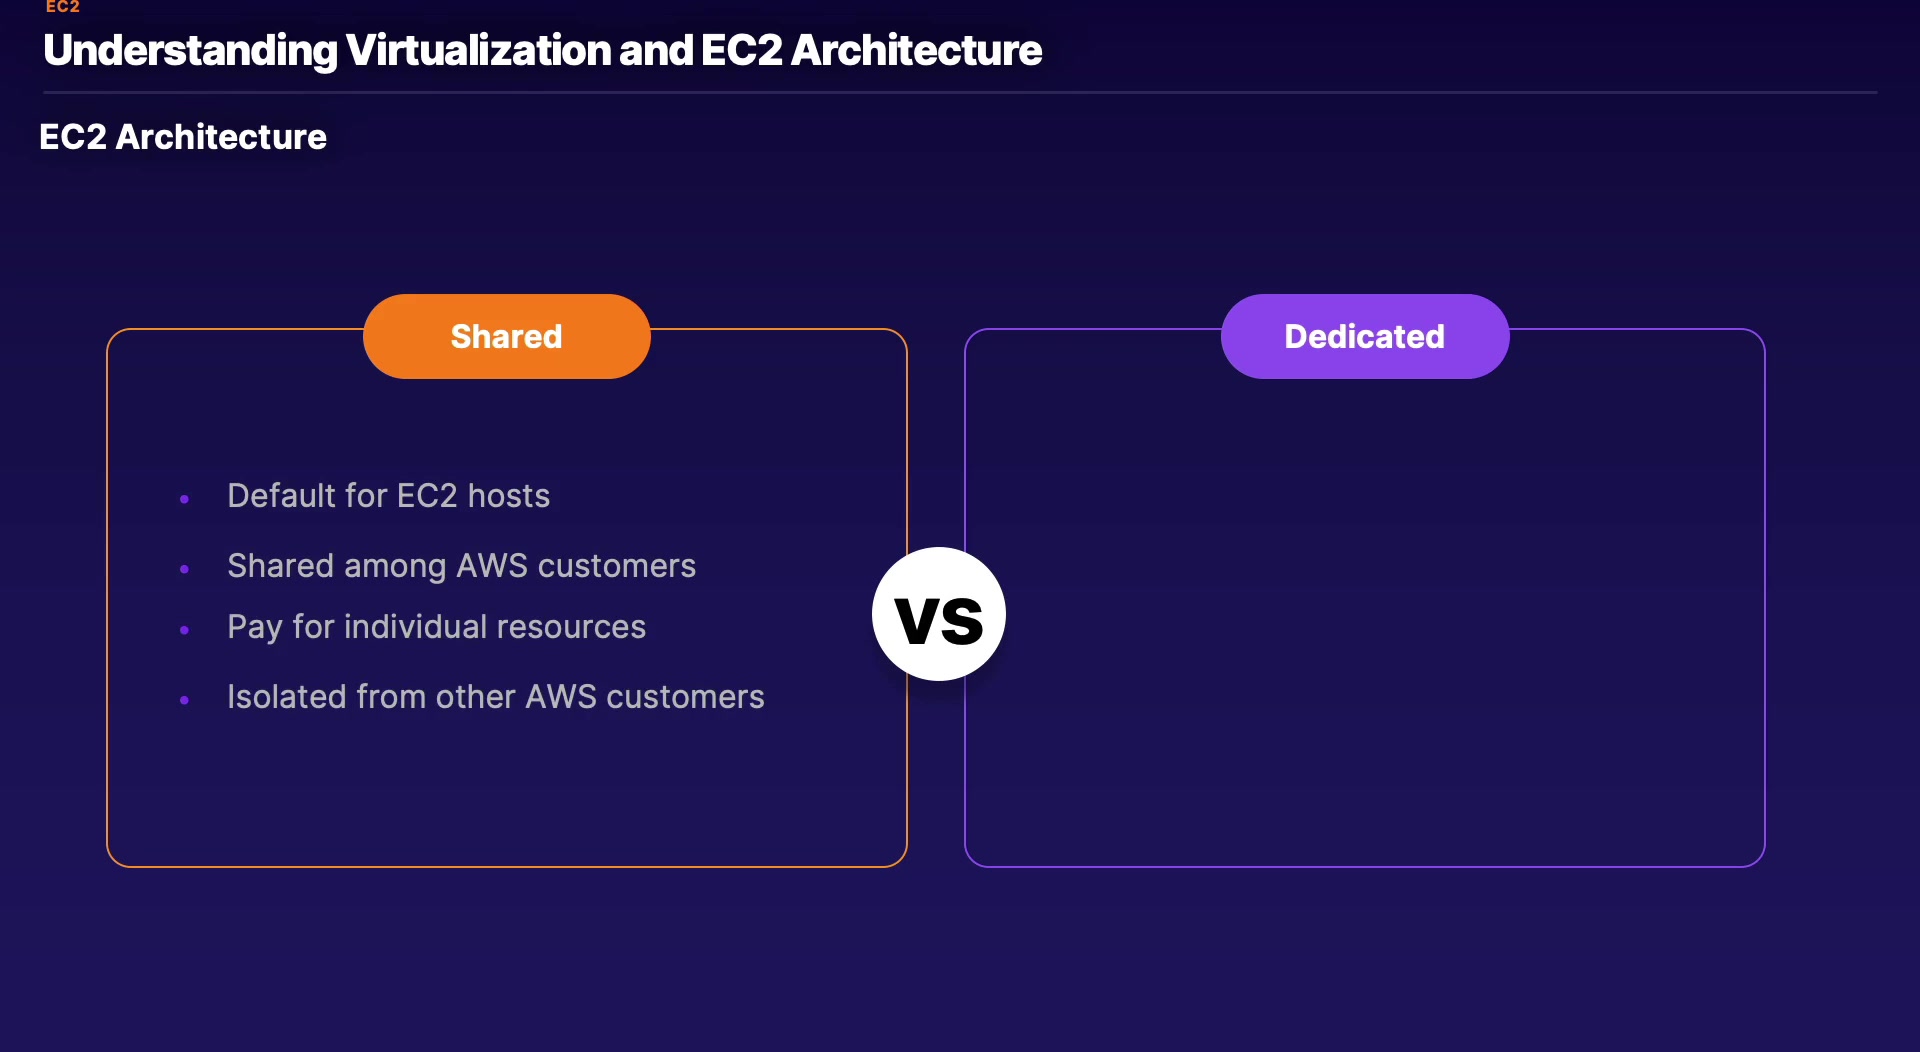 EC2
Understanding Virtualization and EC2 Architecture
EC2 Architecture
Shared
Default for EC2 hosts
Shared among AWS customers
Pay for individual resources
Isolated from other AWS customers
VS
Dedicated